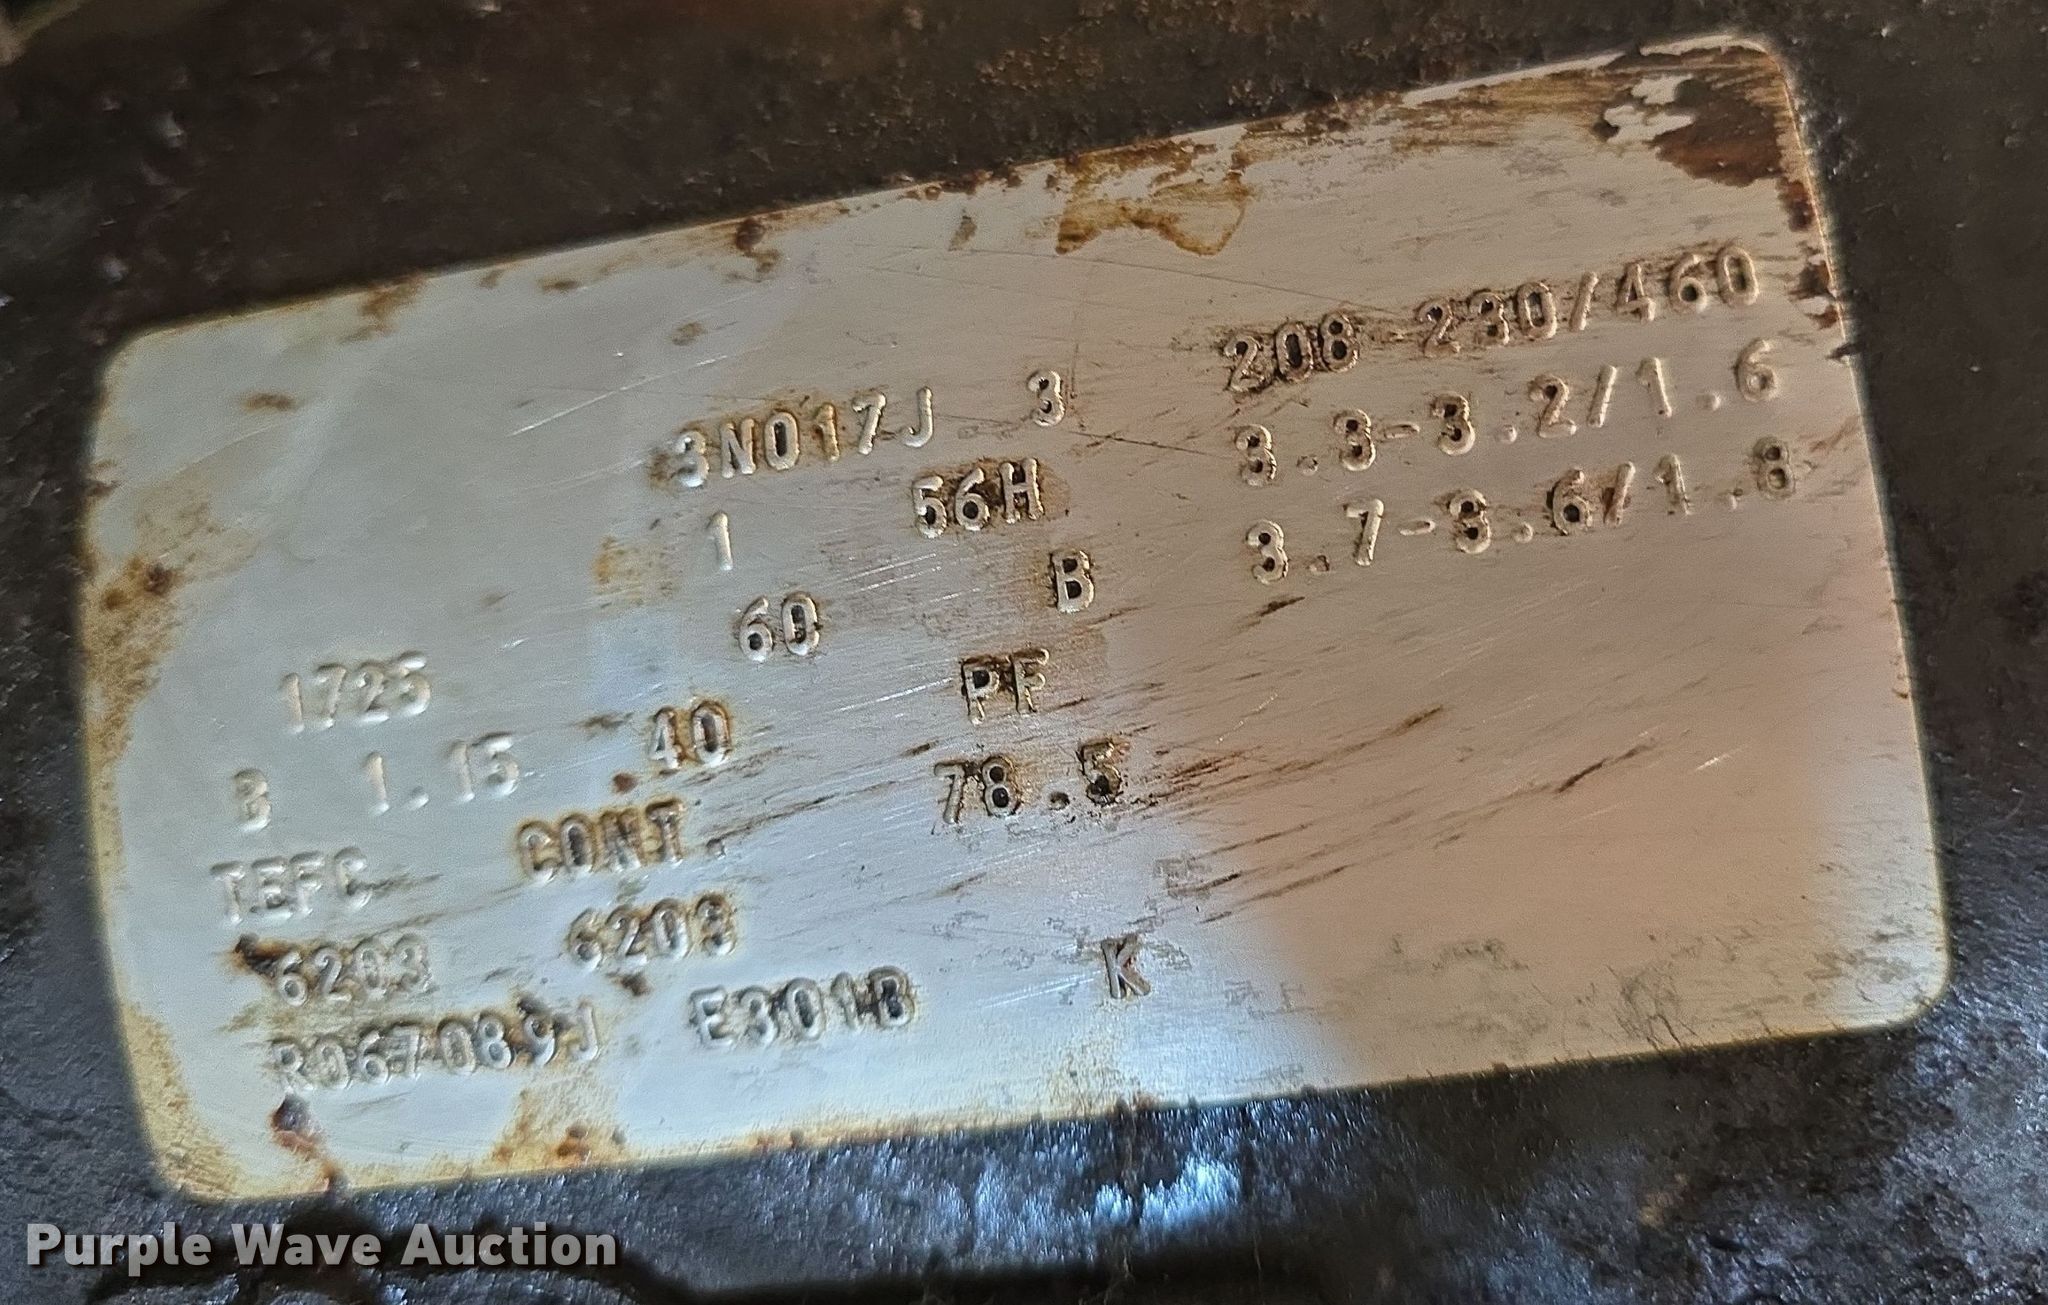 3N017J 3 208-230/460
1 56H 3.3-3.2/1.6
60 B 3.7-3.6/1.8
1725 PF
B 1.15 .40 78.5
TEFC CONT.
6203 6203 K
R067089J E301B
Purple Wave Auction